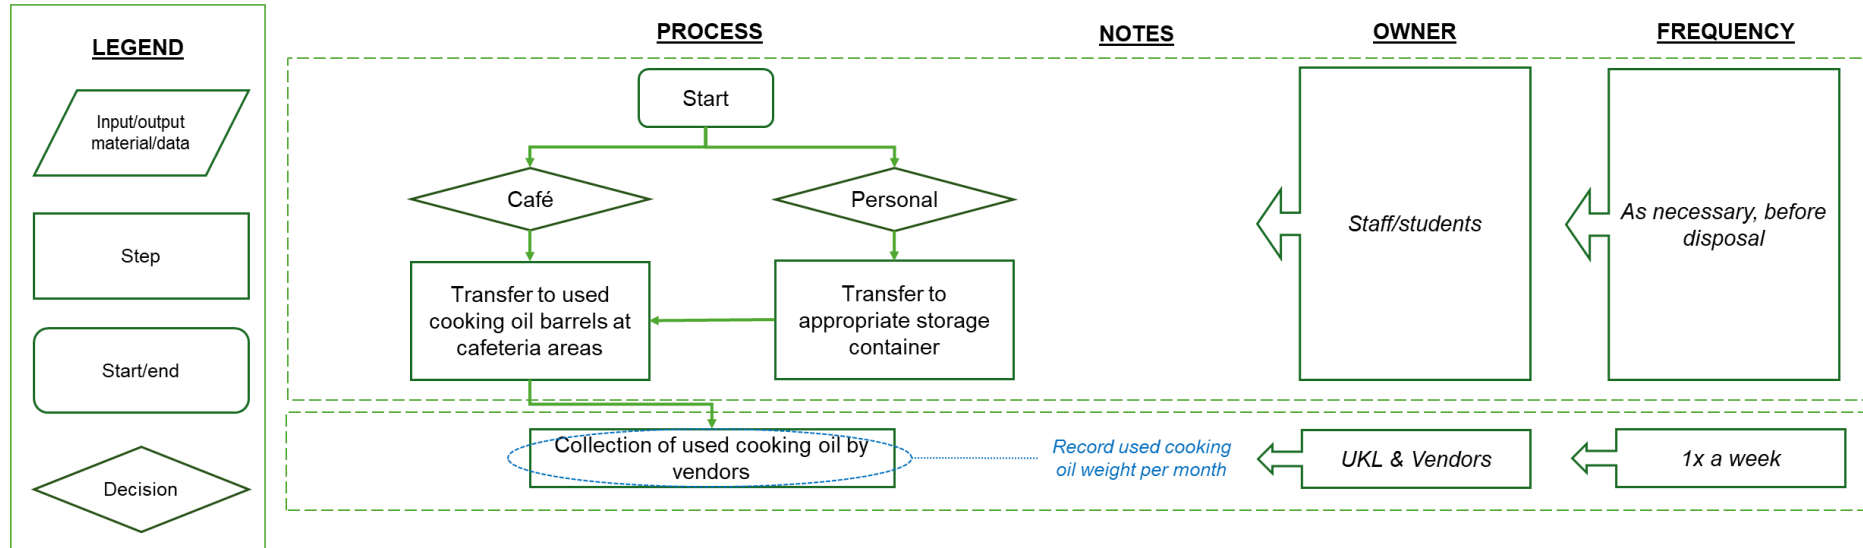 LEGEND
Input/output
material/data
Step
Start/end
Decision
PROCESS
NOTES
OWNER
FREQUENCY
Start
Café
Personal
Transfer to used
cooking oil barrels at
cafeteria areas
Transfer to
appropriate storage
container
Staff/students
As necessary, before
disposal
Collection of used cooking oil by
vendors
Record used cooking
oil weight per month
UKL & Vendors
1x a week